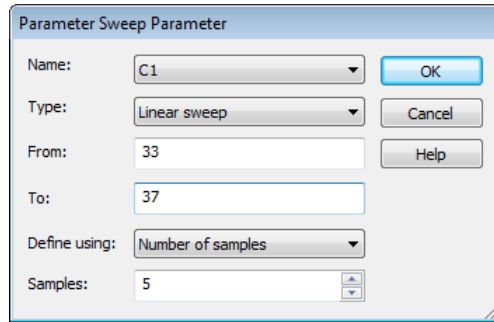 Parameter Sweep Parameter
Name: C1 OK
Type: Linear sweep Cancel
From: 33 Help
To: 37
Define using: Number of samples
Samples: 5